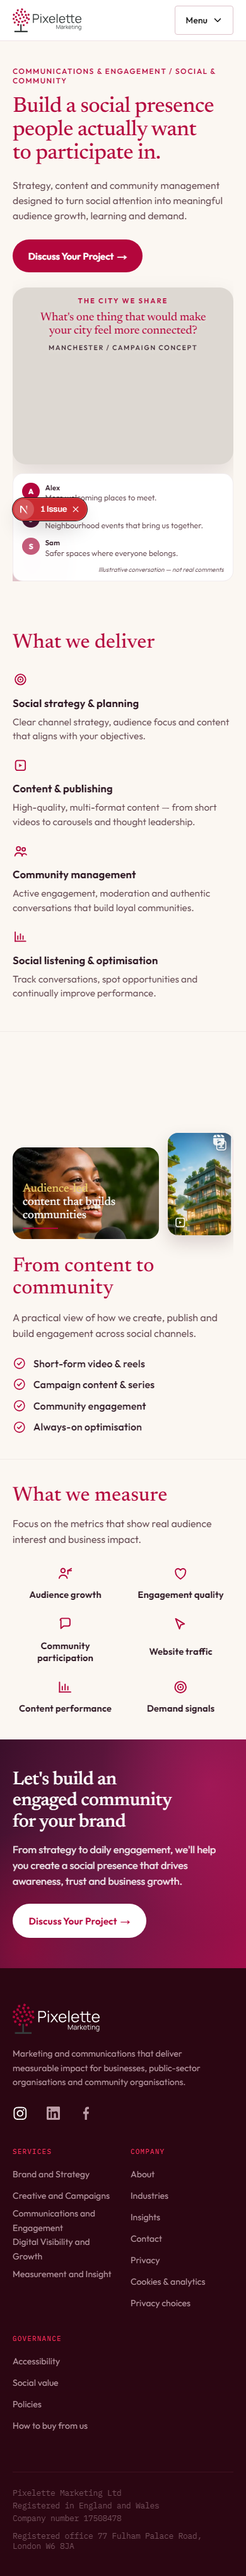 Pixelette
Marketing
Menu
COMMUNICATIONS & ENGAGEMENT / SOCIAL &
COMMUNITY
Build a social presence
people actually want
to participate in.
Strategy, content and community management
designed to turn social attention into meaningful
audience growth, learning and demand.
Discuss Your Project →
THE CITY WE SHARE
What's one thing that would make
your city feel more connected?
MANCHESTER / CAMPAIGN CONCEPT
A
Alex
welcoming places to meet.
N
1 Issue ×
Neighbourhood events that bring us together.
S
Sam
Safer spaces where everyone belongs.
Illustrative conversation — not real comments
What we deliver
Social strategy & planning
Clear channel strategy, audience focus and content
that aligns with your objectives.
Content & publishing
High-quality, multi-format content — from short
videos to carousels and thought leadership.
Community management
Active engagement, moderation and authentic
conversations that build loyal communities.
Social listening & optimisation
Track conversations, spot opportunities and
continually improve performance.
Audience-led
content that builds
communities
From content to
community
A practical view of how we create, publish and
build engagement across social channels.
Short-form video & reels
Campaign content & series
Community engagement
Always-on optimisation
What we measure
Focus on the metrics that show real audience
interest and business impact.
Audience growth
Engagement quality
Community
participation
Website traffic
Content performance
Demand signals
Let's build an
engaged community
for your brand
From strategy to daily engagement, we'll help
you create a social presence that drives
awareness, trust and business growth.
Discuss Your Project →
Pixelette
Marketing
Marketing and communications that deliver
measurable impact for businesses, public-sector
organisations and community organisations.
SERVICES
Brand and Strategy
Creative and Campaigns
Communications and
Engagement
Digital Visibility and
Growth
Measurement and Insight
COMPANY
About
Industries
Insights
Contact
Privacy
Cookies & analytics
Privacy choices
GOVERNANCE
Accessibility
Social value
Policies
How to buy from us
Pixelette Marketing Ltd
Registered in England and Wales
Company number 17508478
Registered office 77 Fulham Palace Road,
London W6 8JA